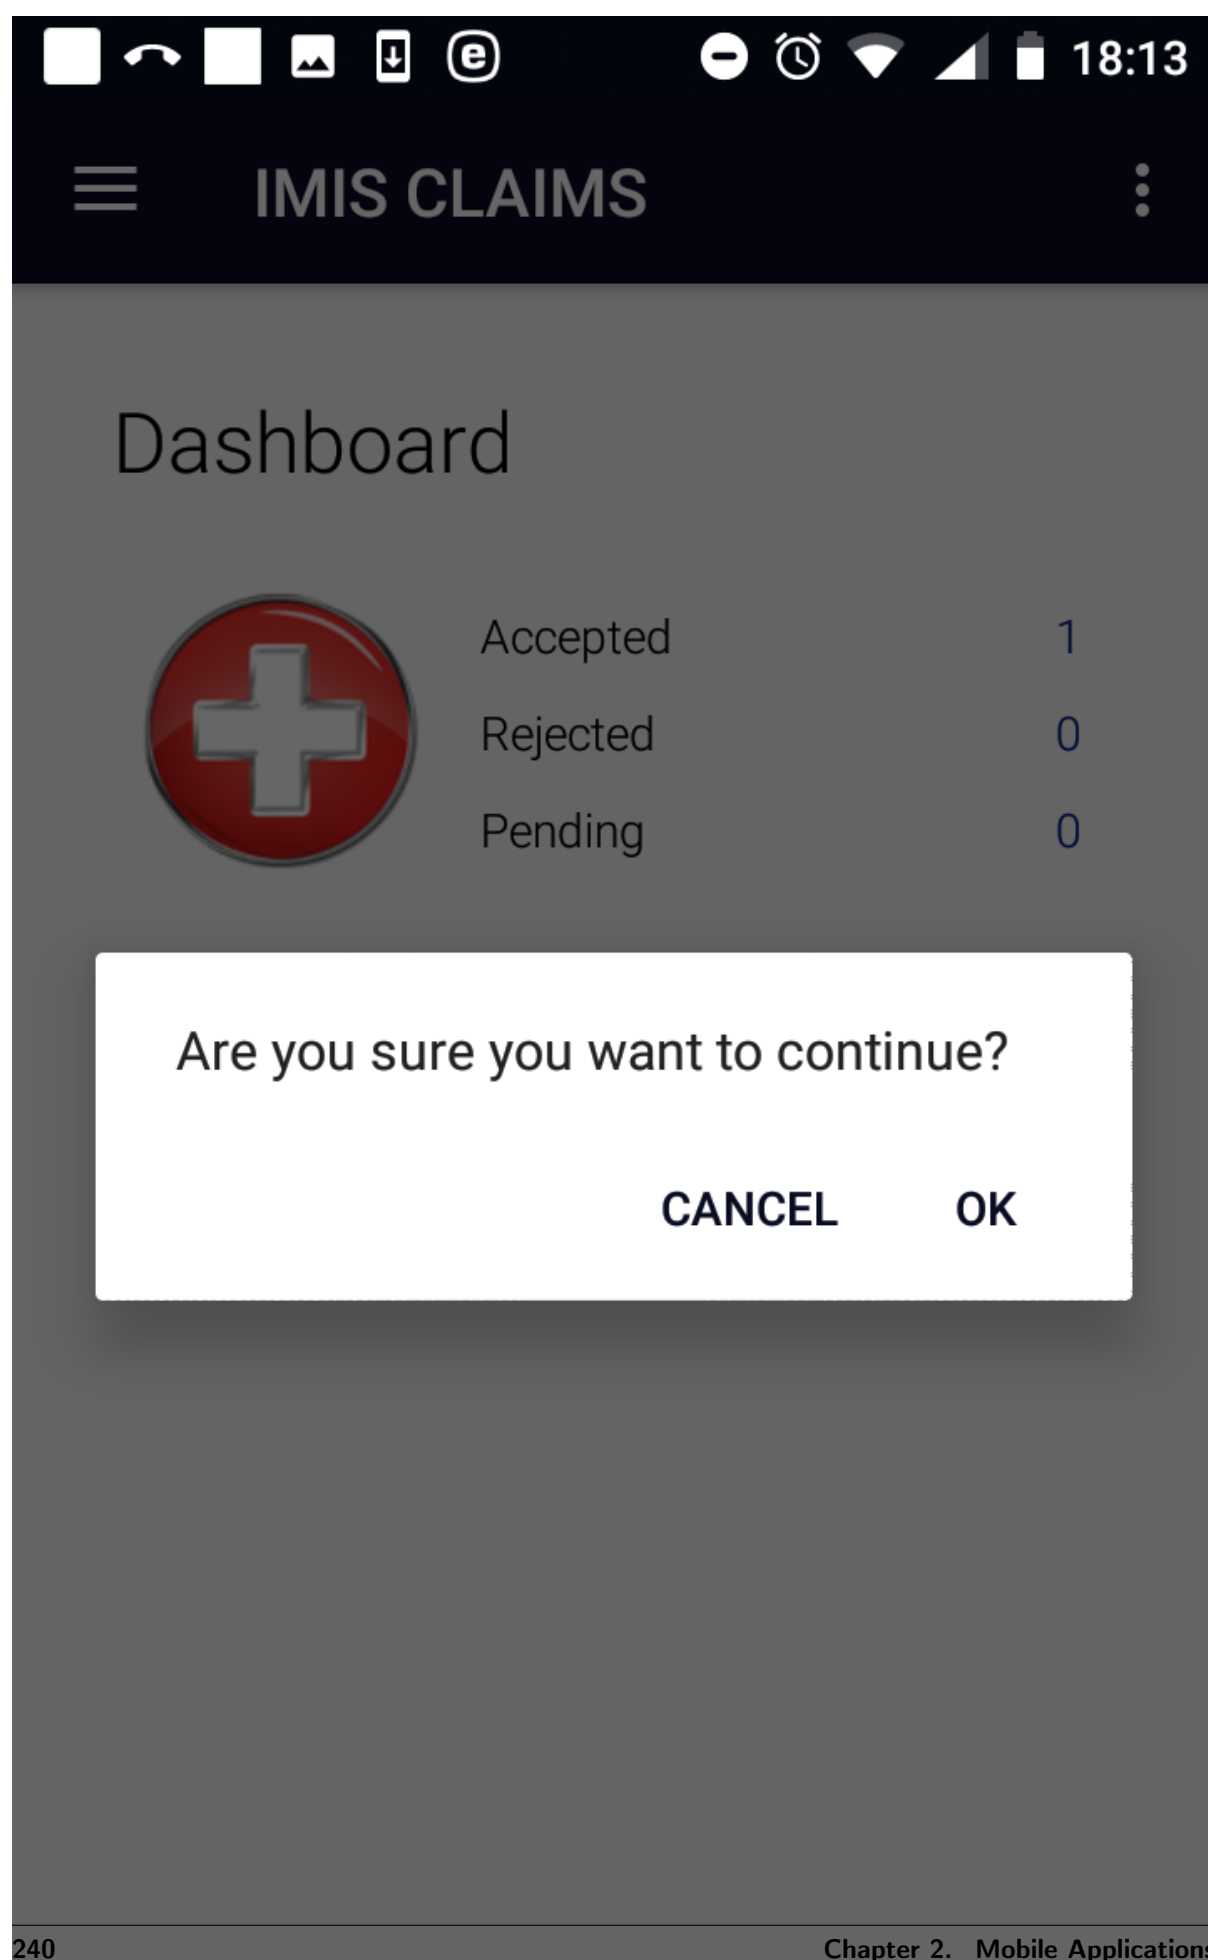 18:13
IMIS CLAIMS
Dashboard
Accepted 1
Rejected 0
Pending 0
Are you sure you want to continue?
CANCEL OK
240 Chapter 2. Mobile Applications